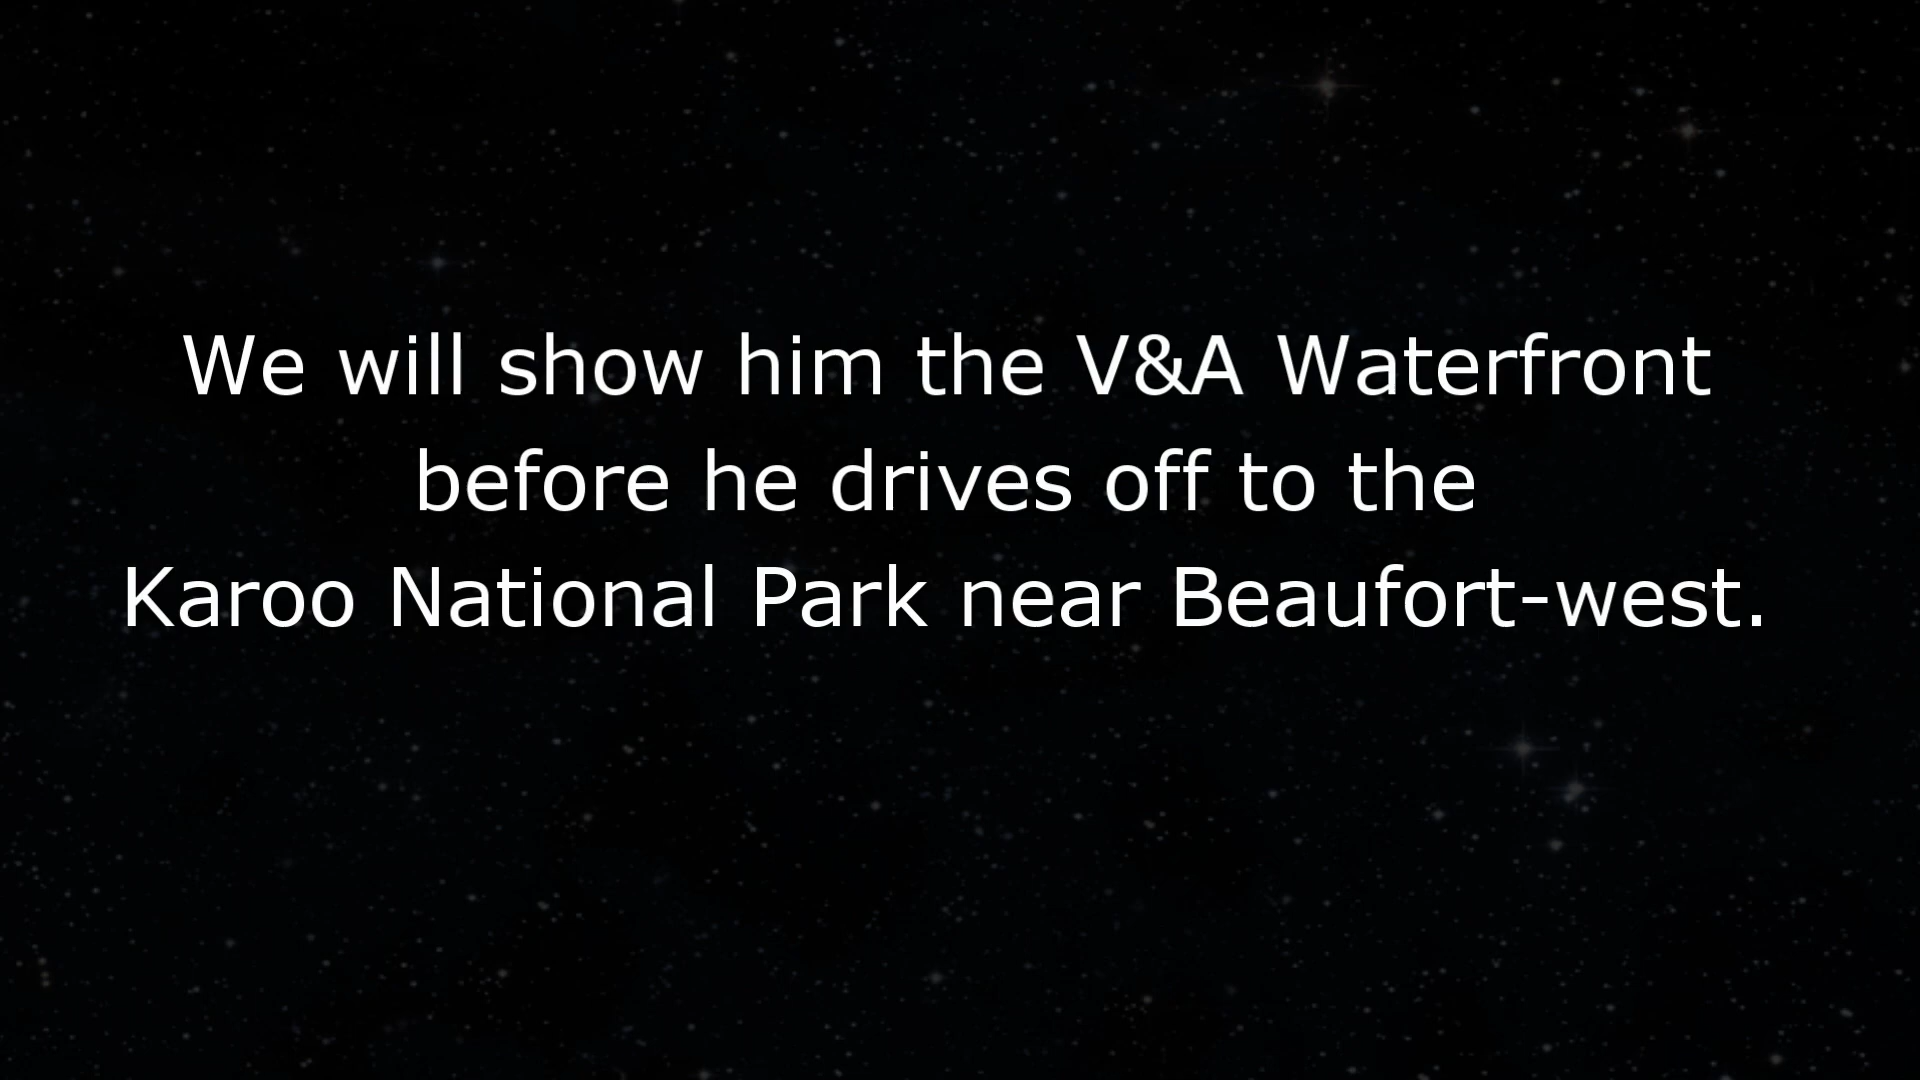 We will show him the V&A Waterfront
before he drives off to the
Karoo National Park near Beaufort-west.